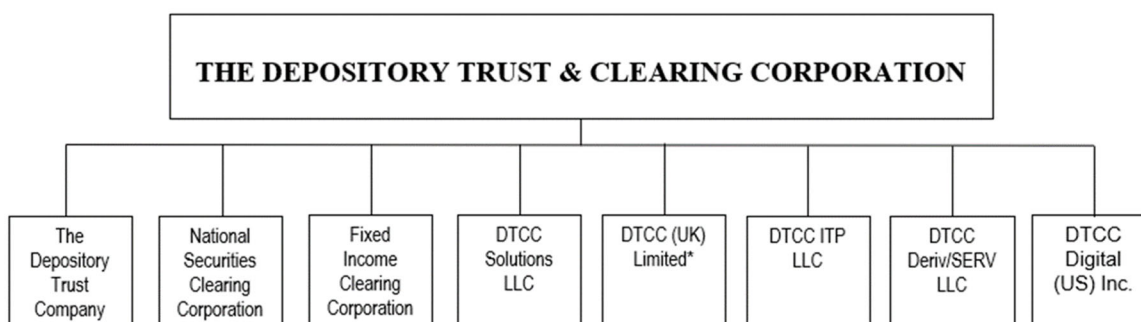 THE DEPOSITORY TRUST & CLEARING CORPORATION
The
Depository
Trust
Company
National
Securities
Clearing
Corporation
Fixed
Income
Clearing
Corporation
DTCC
Solutions
LLC
DTCC (UK)
Limited*
DTCC ITP
LLC
DTCC
Deriv/SERV
LLC
DTCC
Digital
(US) Inc.